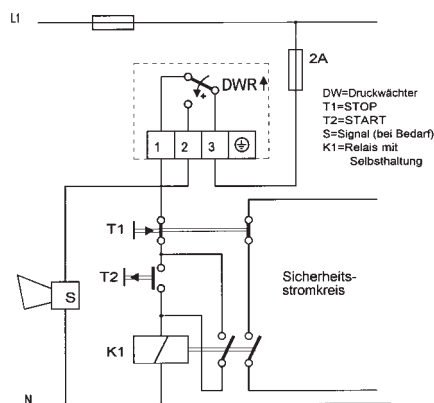 L1
2A
DWR
+
DW=Druckwächter
T1=STOP
T2=START
S=Signal (bei Bedarf)
K1=Relais mit
Selbsthaltung
1 2 3
T1
T2
Sicherheits-
stromkreis
S
K1
N